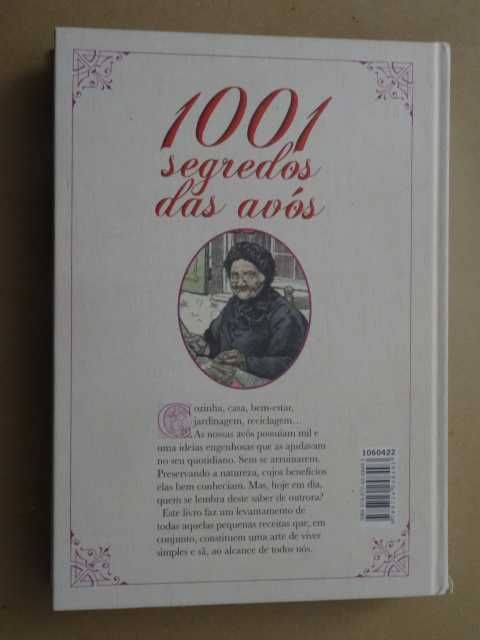 1001
segredos
das avós
Cozinha, casa, bem-estar,
jardinagem, reciclagem...
As nossas avós possuíam mil e
uma ideias engenhosas que as ajudavam
no seu quotidiano. Sem se arruinarem.
Preservando a natureza, cujos benefícios
elas bem conheciam. Mas, hoje em dia,
quem se lembra deste saber de outrora?
Este livro faz um levantamento de
todas aquelas pequenas receitas que, em
conjunto, constituem uma arte de viver
simples e sã, ao alcance de todos nós.
1060422